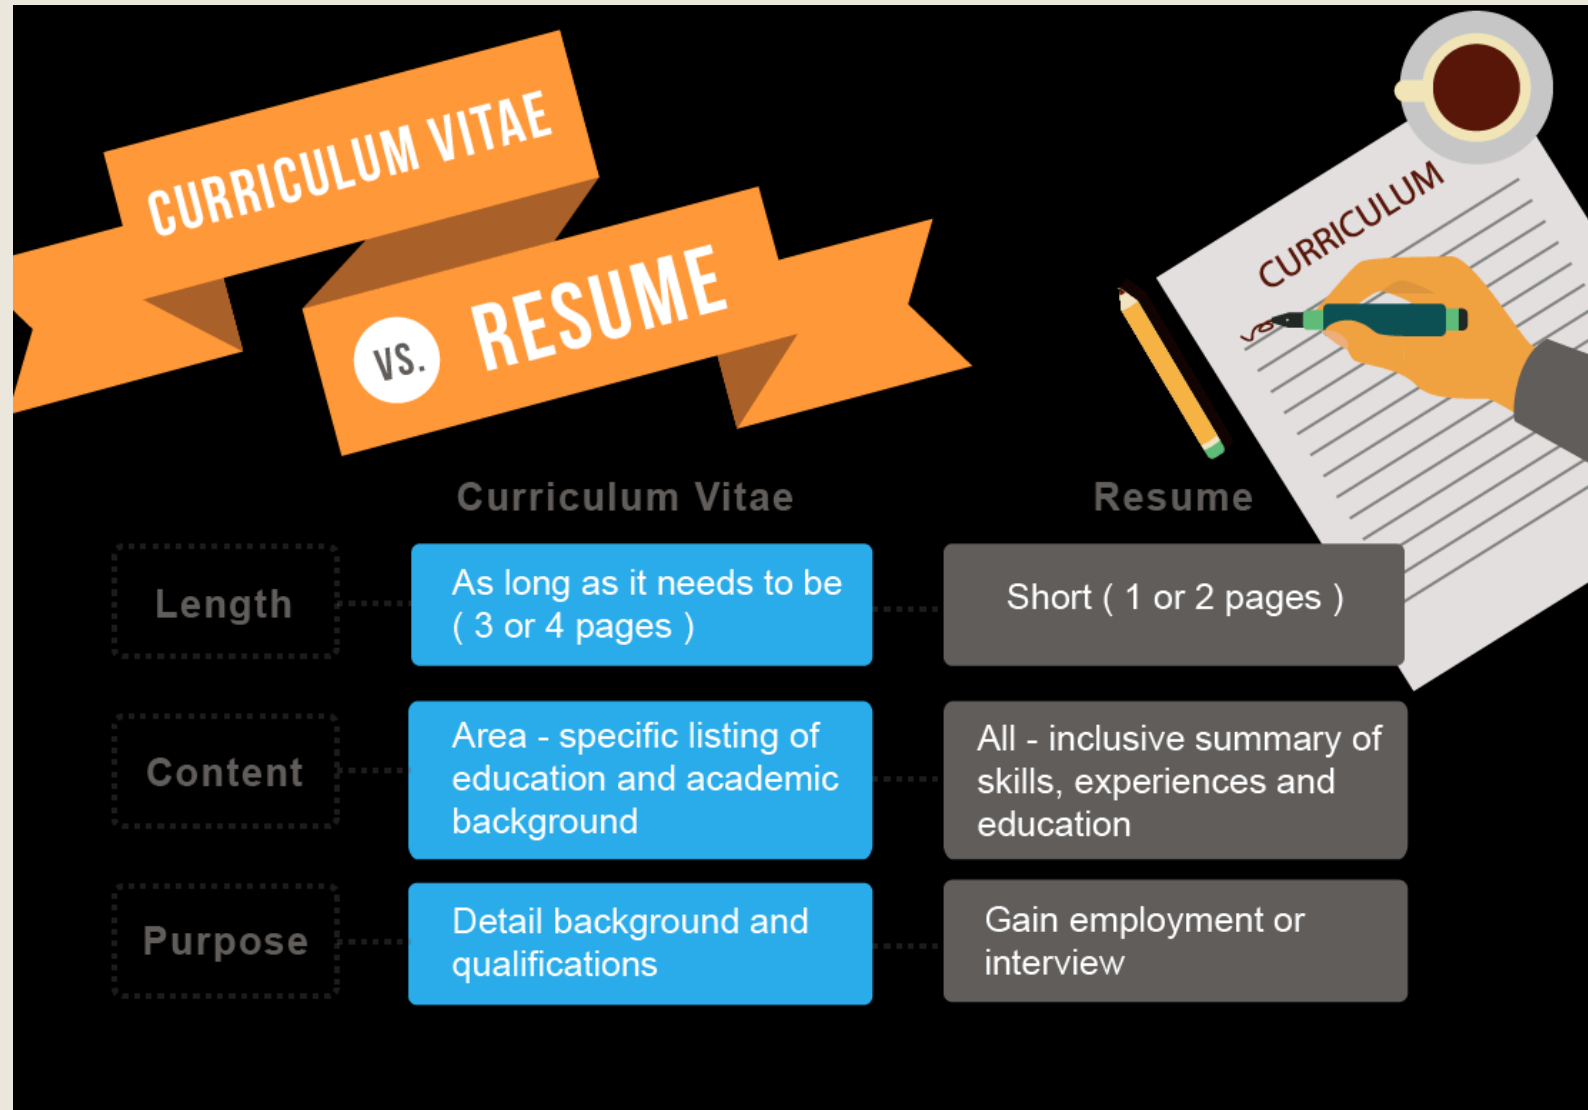 CURRICULUM VITAE
VS. RESUME
CURRICULUM
Curriculum Vitae
Resume
Length
As long as it needs to be
( 3 or 4 pages )
Short ( 1 or 2 pages )
Content
Area - specific listing of
education and academic
background
All - inclusive summary of
skills, experiences and
education
Purpose
Detail background and
qualifications
Gain employment or
interview